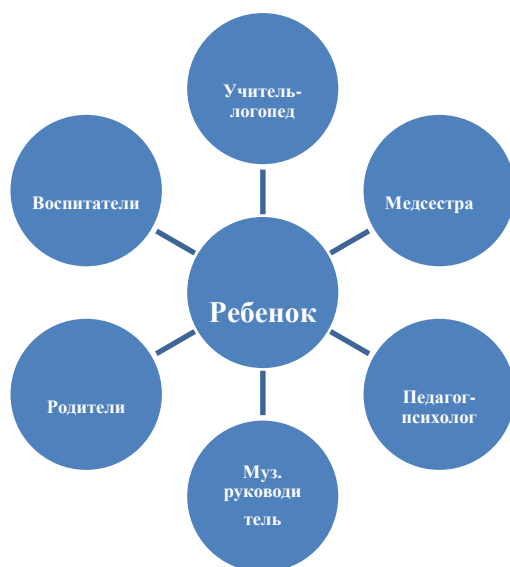 Учитель-
логопед
Воспитатели
Медсестра
Ребенок
Родители
Педагог-
психолог
Муз.
руководи
тель